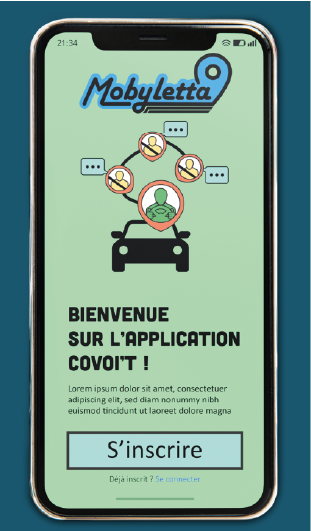 21:34
Mobyletta
BIENVENUE
SUR L'APPLICATION
COVOI'T !
Lorem ipsum dolor sit amet, consectetuer
adipiscing elit, sed diam nonummy nibh
euismod tincidunt ut laoreet dolore magna
S'inscrire
Déjà inscrit ? Se connecter